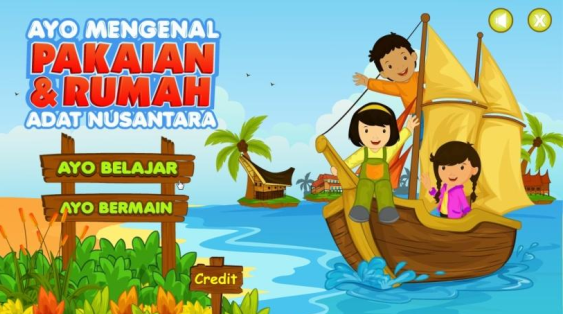 AYO MENGENAL
PAKAIAN
& RUMAH
ADAT NUSANTARA
AYO BELAJAR
AYO BERMAIN
Credit
X